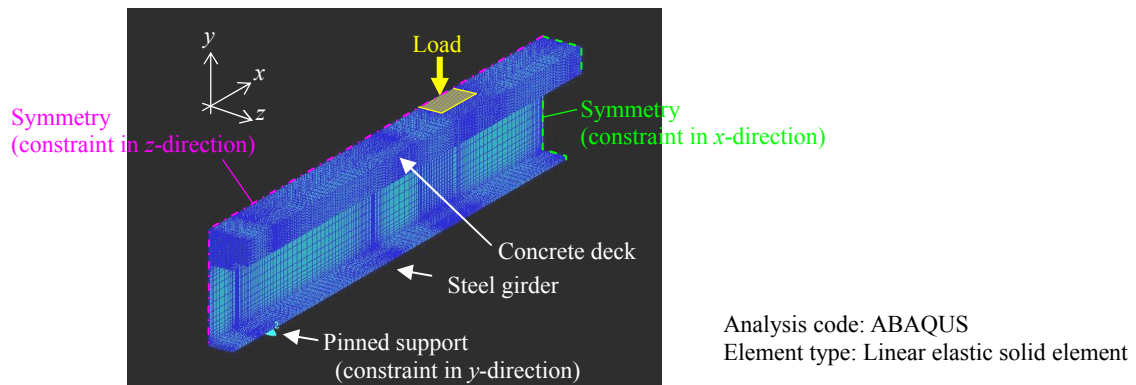 Load
y
x
z
Symmetry
(constraint in z-direction)
Symmetry
(constraint in x-direction)
Concrete deck
Steel girder
Pinned support
(constraint in y-direction)
Analysis code: ABAQUS
Element type: Linear elastic solid element